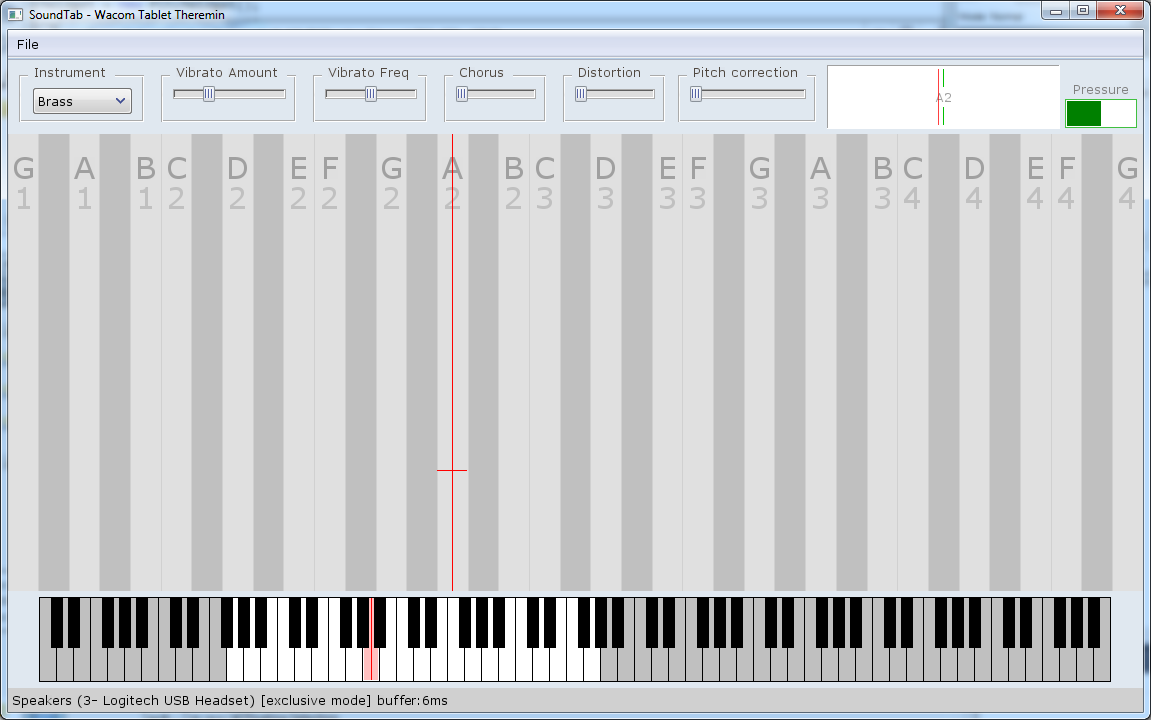 SoundTab - Wacom Tablet Theremin
File
Instrument Vibrato Amount Vibrato Freq Chorus Distortion Pitch correction
Pressure
Brass
A2
G A B C D E F G A B C D E F G A B C D E F G
1 1 1 2 2 2 2 2 2 2 3 3 3 3 3 3 3 4 4 4 4 4
Speakers (3- Logitech USB Headset) [exclusive mode] buffer:6ms